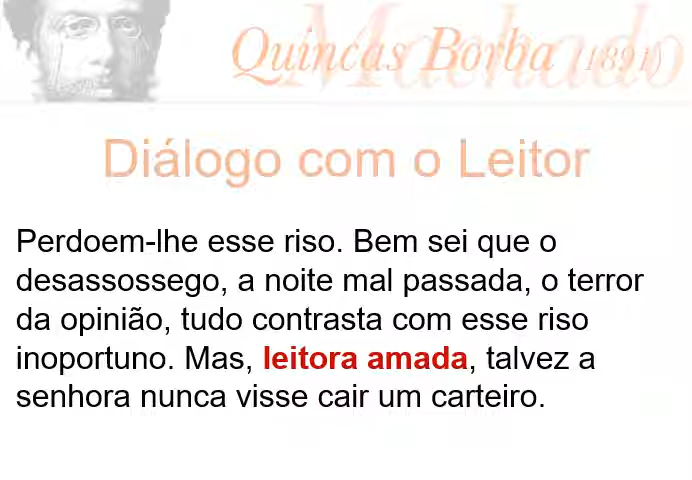 Machado
Quincas Borba (1891)
Diálogo com o Leitor
Perdoem-lhe esse riso. Bem sei que o
desassossego, a noite mal passada, o terror
da opinião, tudo contrasta com esse riso
inoportuno. Mas, leitora amada, talvez a
senhora nunca visse cair um carteiro.